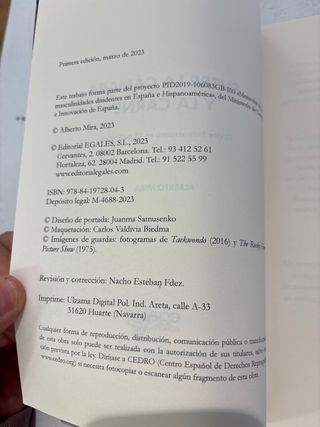 Primera edición, marzo de 2023
Este trabajo forma parte del proyecto PID2019-106083GB-I00
masculinidades disidentes en España e Hispanoamérica», del Ministerio de
e Innovación de España.
© Alberto Mira, 2023
© Editorial EGALES, S.L., 2023
Cervantes, 2. 08002 Barcelona. Tel.: 93 412 52 61
Hortaleza, 62. 28004 Madrid. Tel.: 91 522 55 99
www.editorialegales.com
ISBN: 978-84-19728-04-3
Depósito legal: M-4688-2023
© Diseño de portada: Juanma Samusenko
© Maquetación: Carlos Valdivia Biedma
© Imágenes de guardas: fotogramas de Taekwondo (2016) y The Rocky
Picture Show (1975).
Revisión y corrección: Nacho Esteban Fdez.
Imprime: Ulzama Digital Pol. Ind. Areta, calle A-33
31620 Huarte (Navarra)
Cualquier forma de reproducción, distribución, comunicación pública o
de esta obra solo puede ser realizada con la autorización de sus titulares, salvo
ción prevista por la ley. Diríjase a CEDRO (Centro Español de Derechos
www.cedro.org) si necesita fotocopiar o escanear algún fragmento de esta obra.